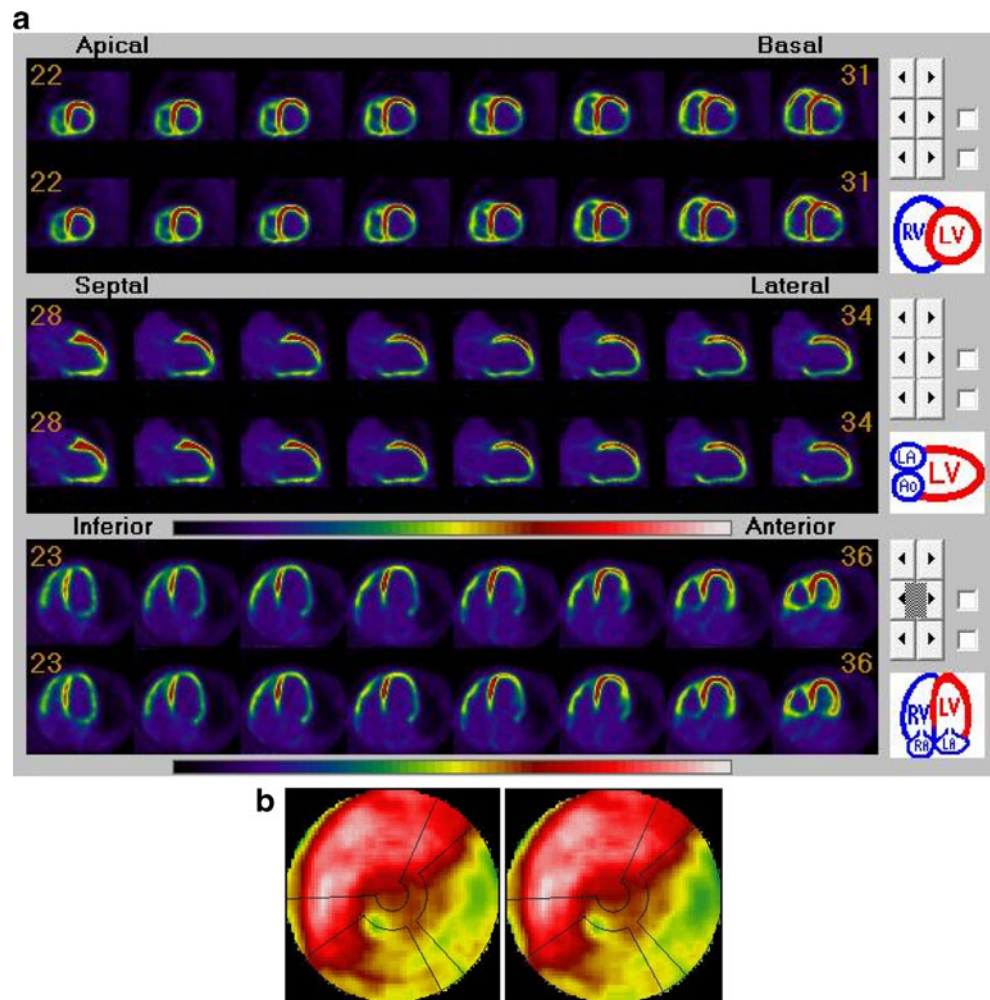 a
Apical Basal
22 31
22 31
RV LV
Septal Lateral
28 34
28 34
LA LV
Ao
Inferior Anterior
23 36
23 36
RV LV
RA LA
b